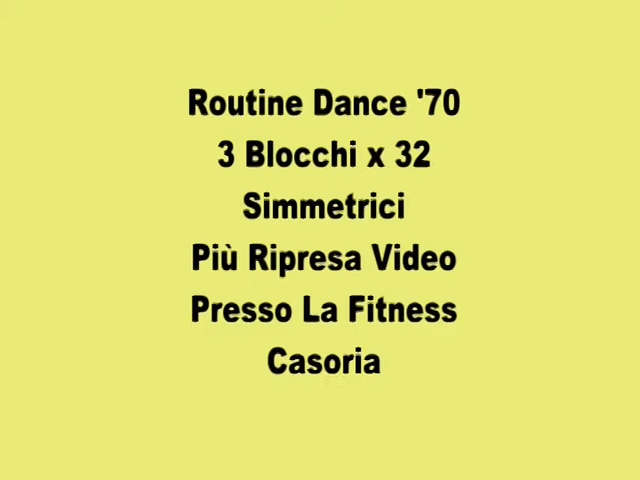 Routine Dance '70
3 Blocchi x 32
Simmetrici
Più Ripresa Video
Presso La Fitness
Casoria